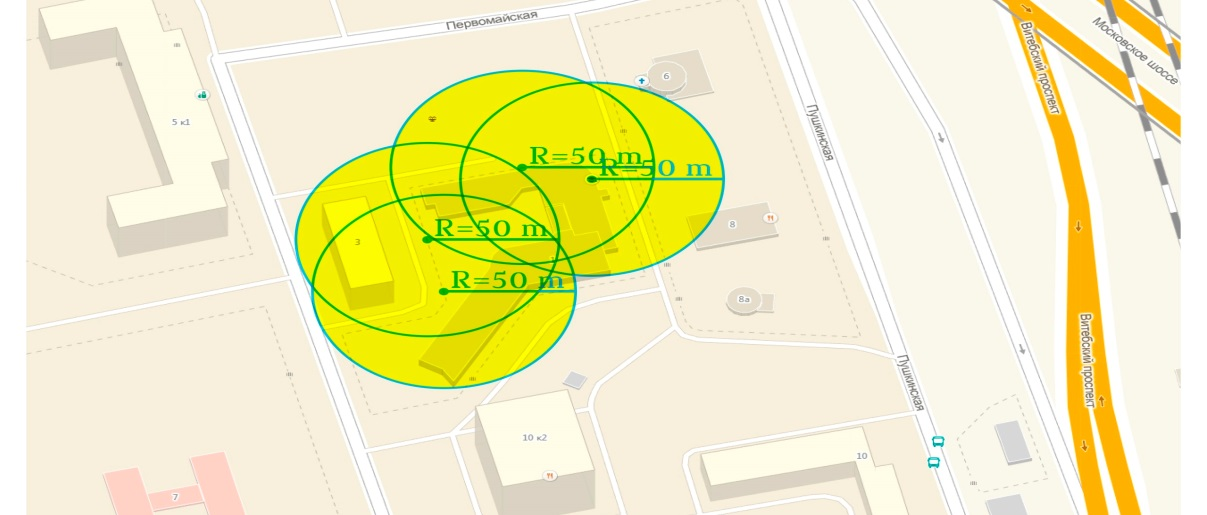 Первомайская
Московское шоссе
Витебский проспект
6
5 к1
Пушкинская
R=50 m
R=50 m
8
3
R=50 m
1
R=50 m
8а
Витебский проспект
Пушкинская
10 к2
10
7